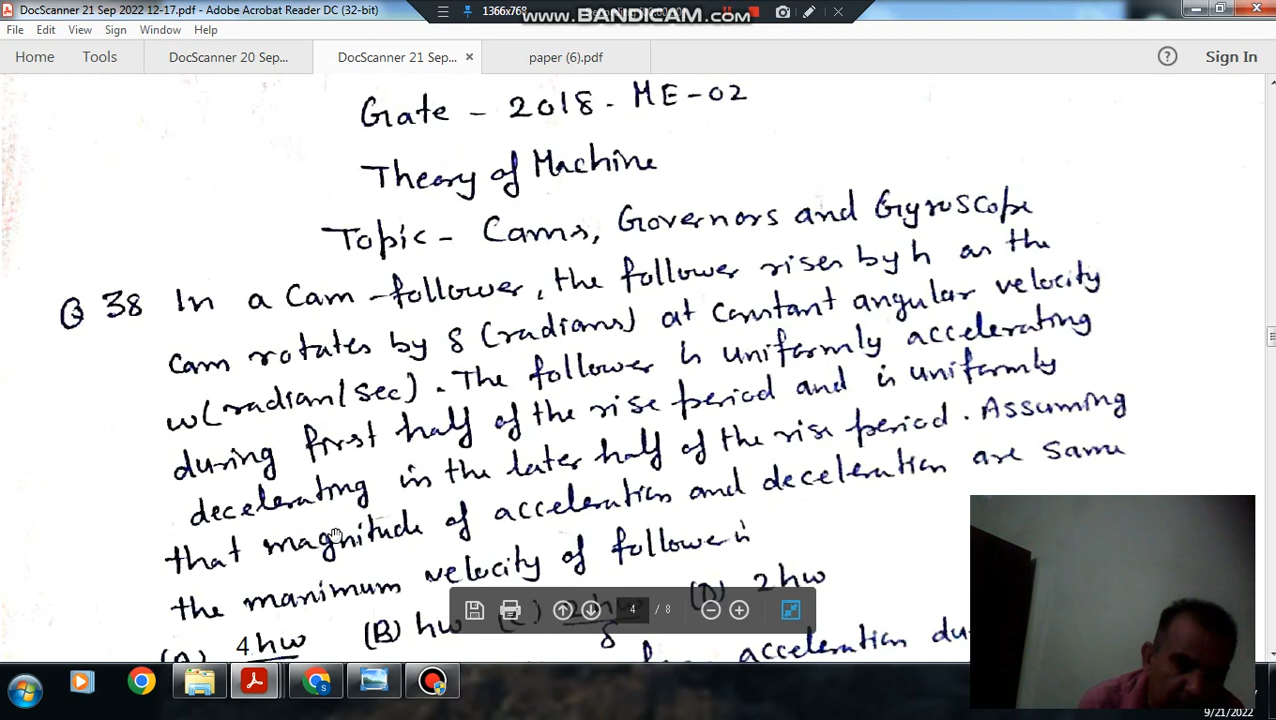 DocScanner 21 Sep 2022 12-17.pdf - Adobe Acrobat Reader DC (32-bit)
1366x768
www.BANDICAM.com
File Edit View Sign Window Help
Home Tools DocScanner 20 Sep... DocScanner 21 Sep... × paper (6).pdf Sign In
Gate - 2018 - ME-02
Theory of Machine
Topic - Cams, Governors and Gyroscope
Q 38 In a Cam-follower, the follower rises by h as the
cam rotates by δ (radians) at constant angular velocity
ω(radian/sec). The follower is uniformly accelerating
during first half of the rise period and is uniformly
decelerating in the later half of the rise period. Assuming
that magnitude of acceleration and deceleration are same
the maximum velocity of follower is
(A) 4hω (B) hω (C) 2hω/δ (D) 2hω
acceleration du
4 / 8
9/21/2022